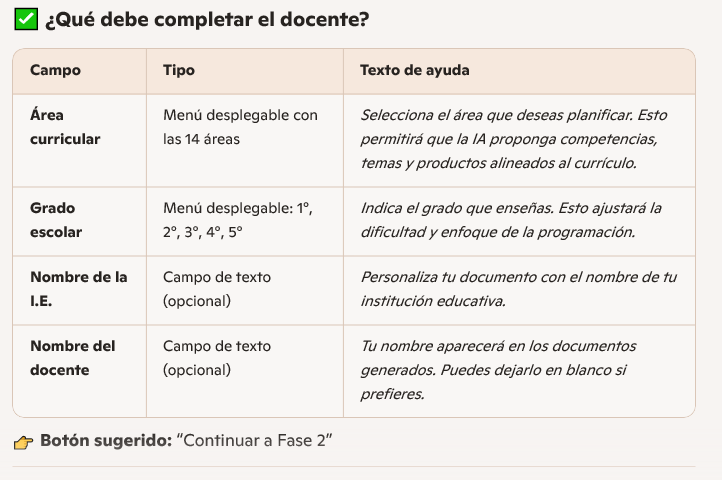 ✅ ¿Qué debe completar el docente?
Campo Tipo Texto de ayuda
Área
curricular
Menú desplegable con
las 14 áreas
Selecciona el área que deseas planificar. Esto
permitirá que la IA proponga competencias,
temas y productos alineados al currículo.
Grado
escolar
Menú desplegable: 1°,
2°, 3°, 4°, 5°
Indica el grado que enseñas. Esto ajustará la
dificultad y enfoque de la programación.
Nombre de la
I.E.
Campo de texto
(opcional)
Personaliza tu documento con el nombre de tu
institución educativa.
Nombre del
docente
Campo de texto
(opcional)
Tu nombre aparecerá en los documentos
generados. Puedes dejarlo en blanco si
prefieres.
👉 Botón sugerido: “Continuar a Fase 2”